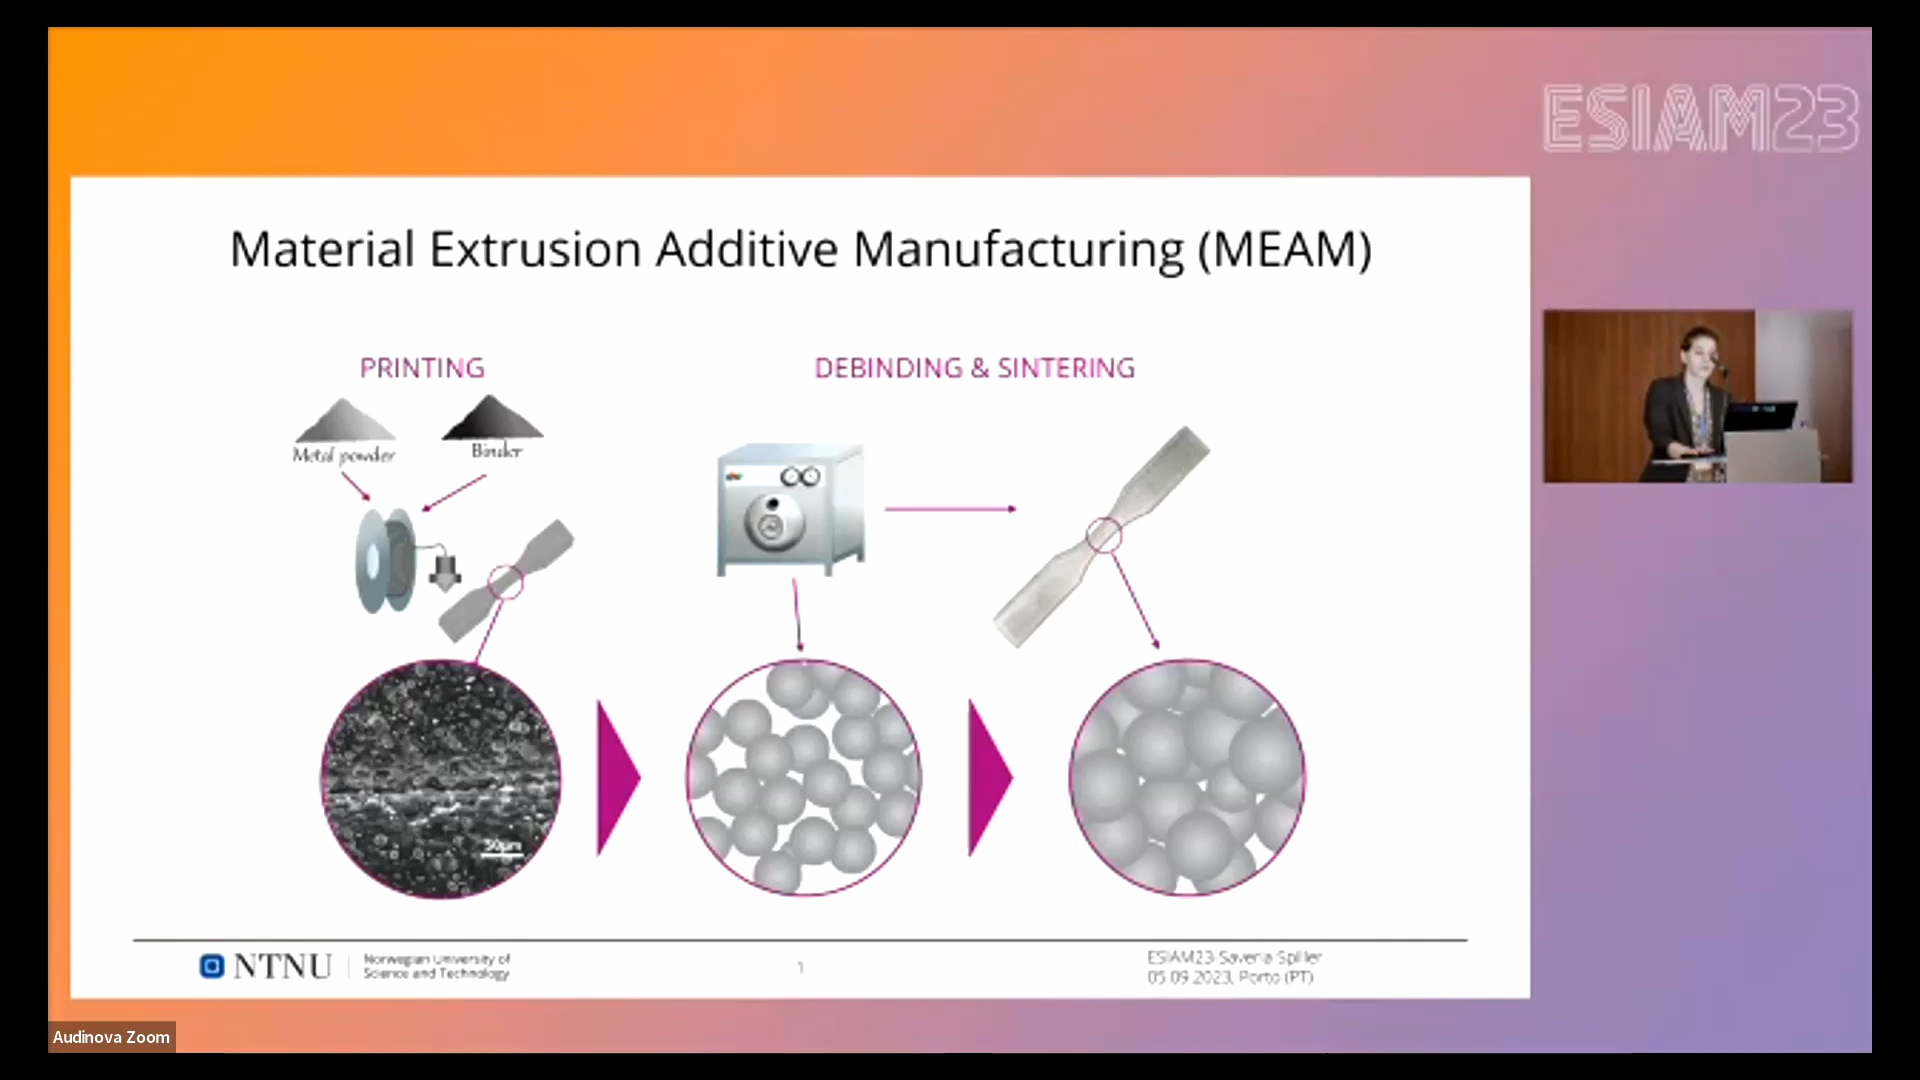 ESIAM23
Material Extrusion Additive Manufacturing (MEAM)
PRINTING
DEBINDING & SINTERING
Metal powder
Binder
50µm
NTNU
Norwegian University of
Science and Technology
1
ESIAM23-Saveria Spiller
05.09.2023, Porto (PT)
Audinova Zoom